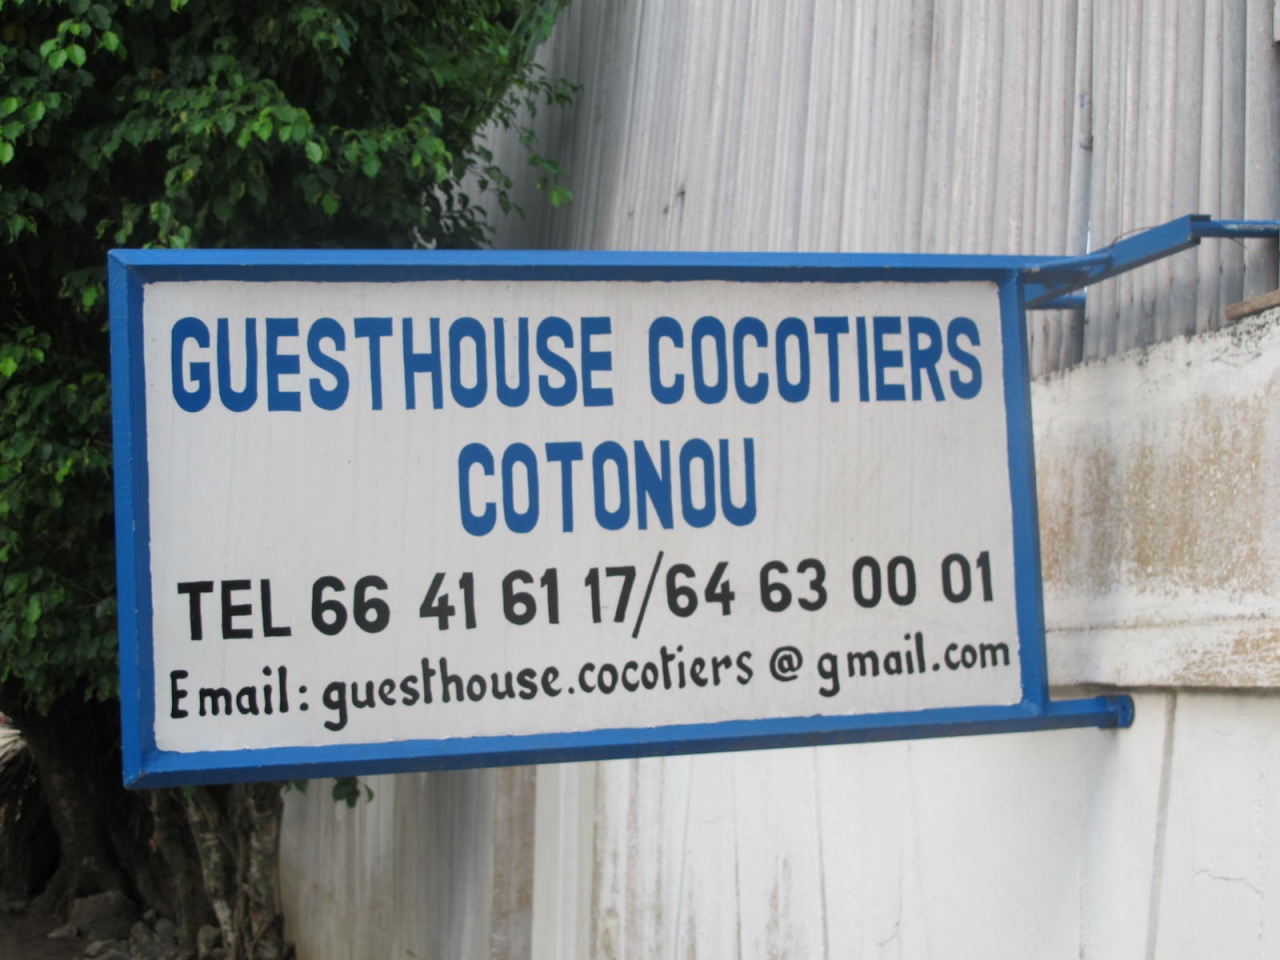 GUESTHOUSE COCOTIERS
COTONOU
TEL 66 41 61 17/64 63 00 01
Email: guesthouse.cocotiers @ gmail.com